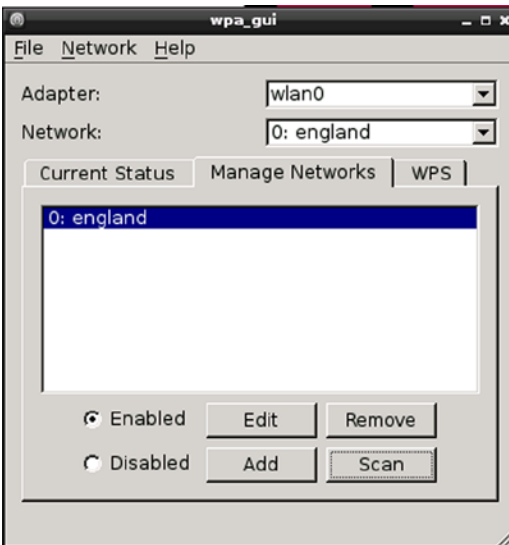 wpa_gui
File Network Help
Adapter: wlan0
Network: 0: england
Current Status Manage Networks WPS
0: england
Enabled Edit Remove
Disabled Add Scan